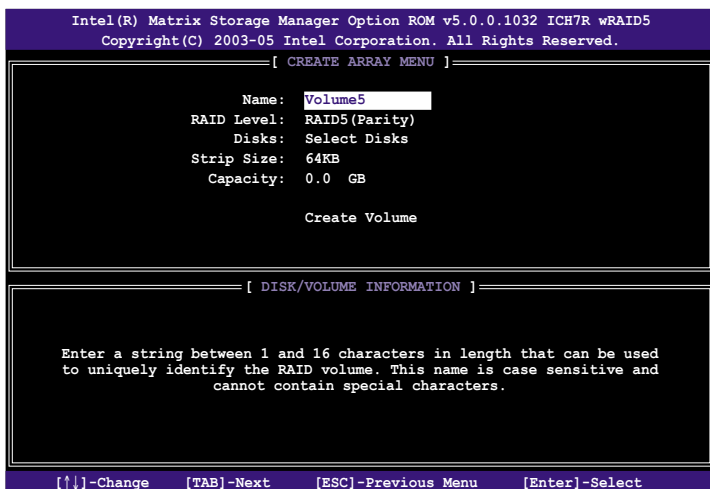 Intel(R) Matrix Storage Manager Option ROM v5.0.0.1032 ICH7R wRAID5
Copyright(C) 2003-05 Intel Corporation. All Rights Reserved.
[ CREATE ARRAY MENU ]
Name: Volume5
RAID Level: RAID5(Parity)
Disks: Select Disks
Strip Size: 64KB
Capacity: 0.0 GB
Create Volume
[ DISK/VOLUME INFORMATION ]
Enter a string between 1 and 16 characters in length that can be used
to uniquely identify the RAID volume. This name is case sensitive and
cannot contain special characters.
[↑↓]-Change [TAB]-Next [ESC]-Previous Menu [Enter]-Select